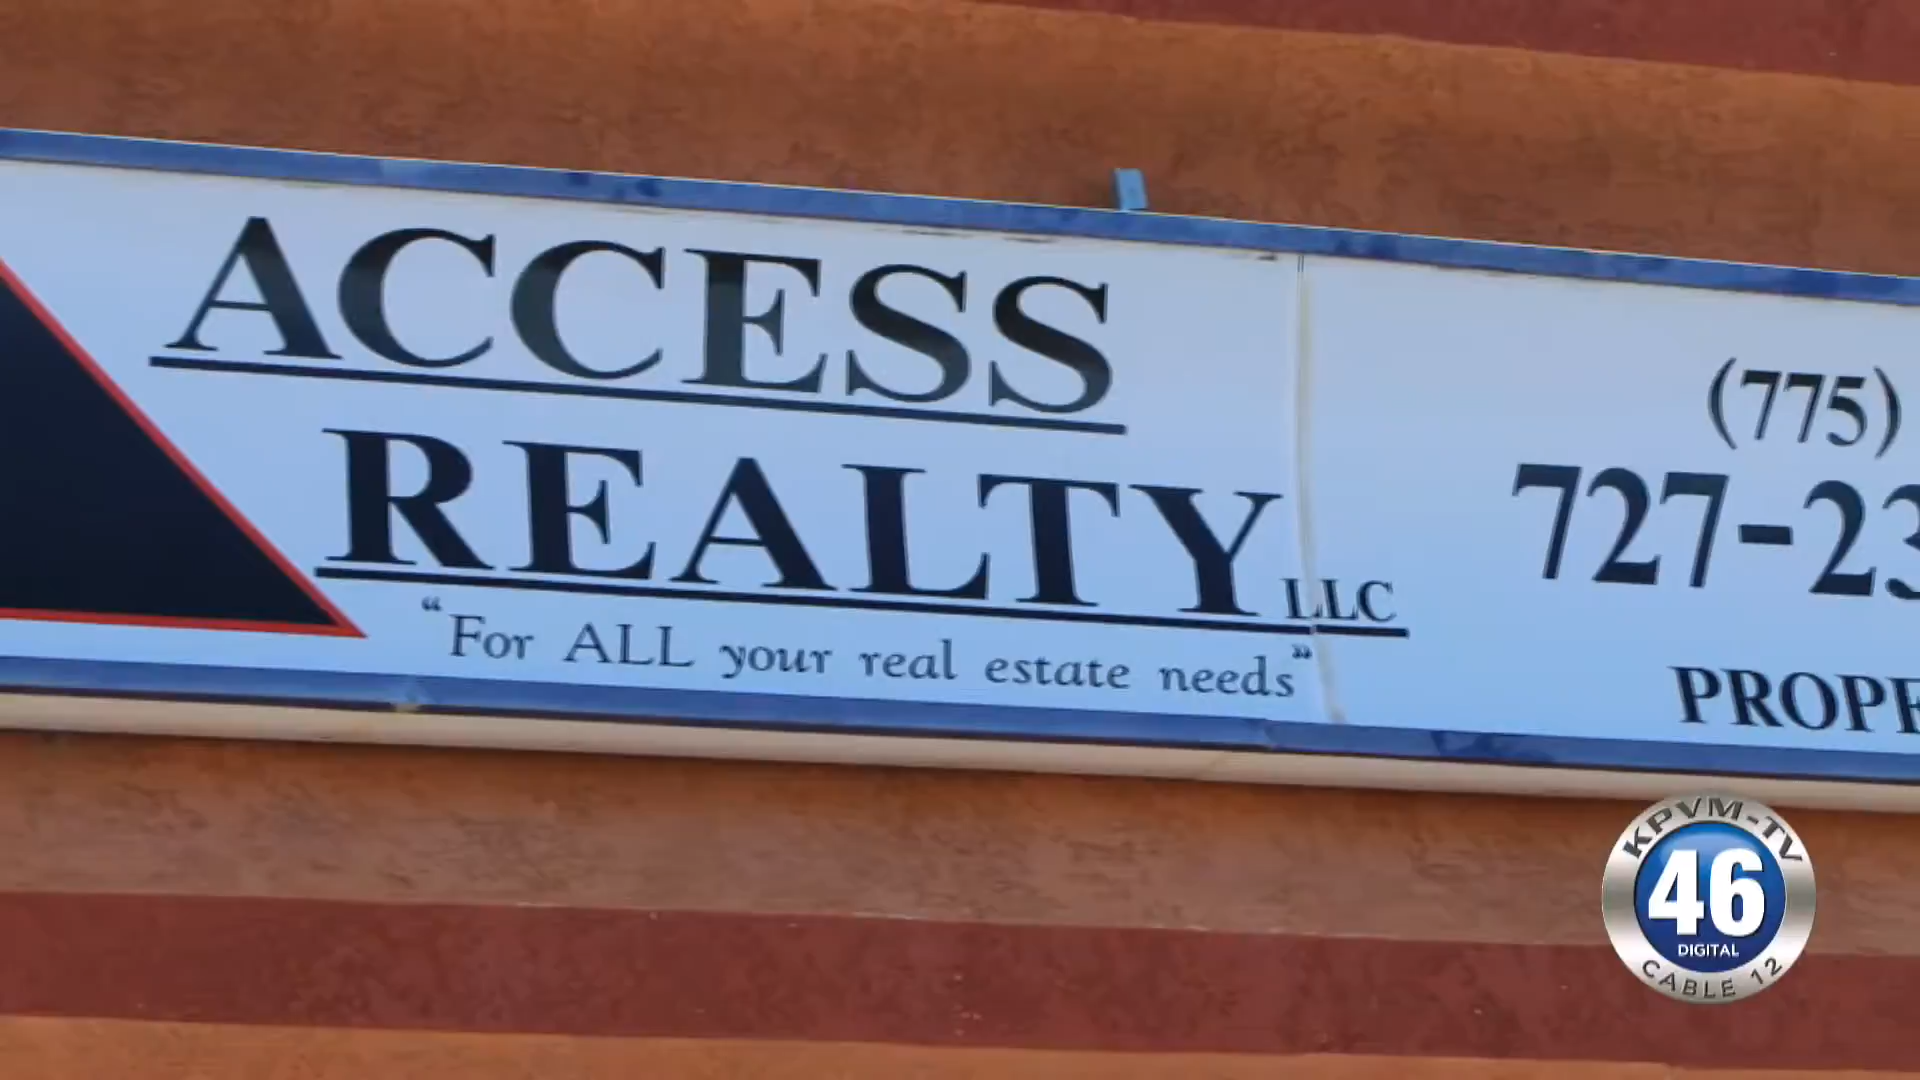 ACCESS
REALTY LLC
"For ALL your real estate needs"
(775)
727-23
PROPE
KPVM-TV
46
DIGITAL
CABLE 12